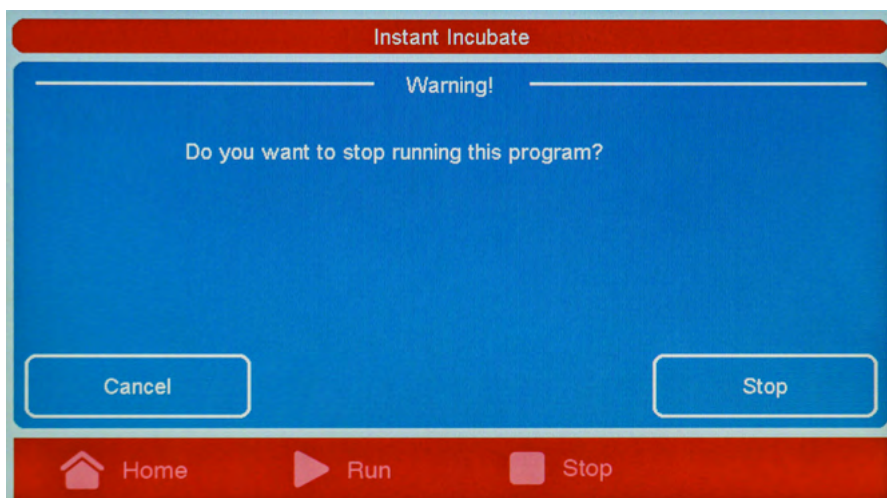 Instant Incubate
Warning!
Do you want to stop running this program?
Cancel
Stop
Home
Run
Stop